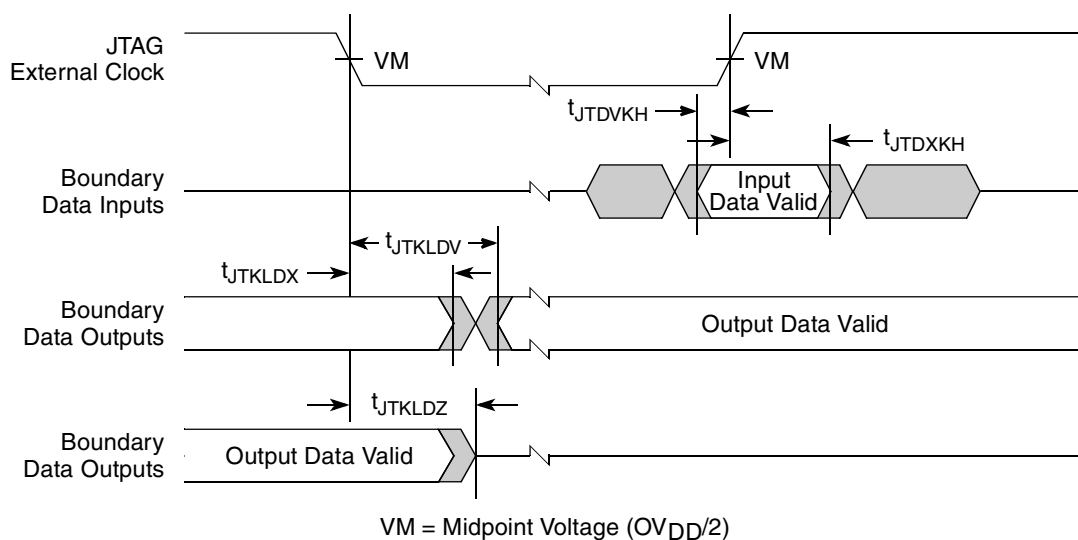 JTAG
External Clock
VM
VM
tJTDVKH
tJTDXKH
Boundary
Data Inputs
Input
Data Valid
tJTKLDV
tJTKLDX
Boundary
Data Outputs
Output Data Valid
tJTKLDZ
Boundary
Data Outputs
Output Data Valid
VM = Midpoint Voltage (OVDD/2)